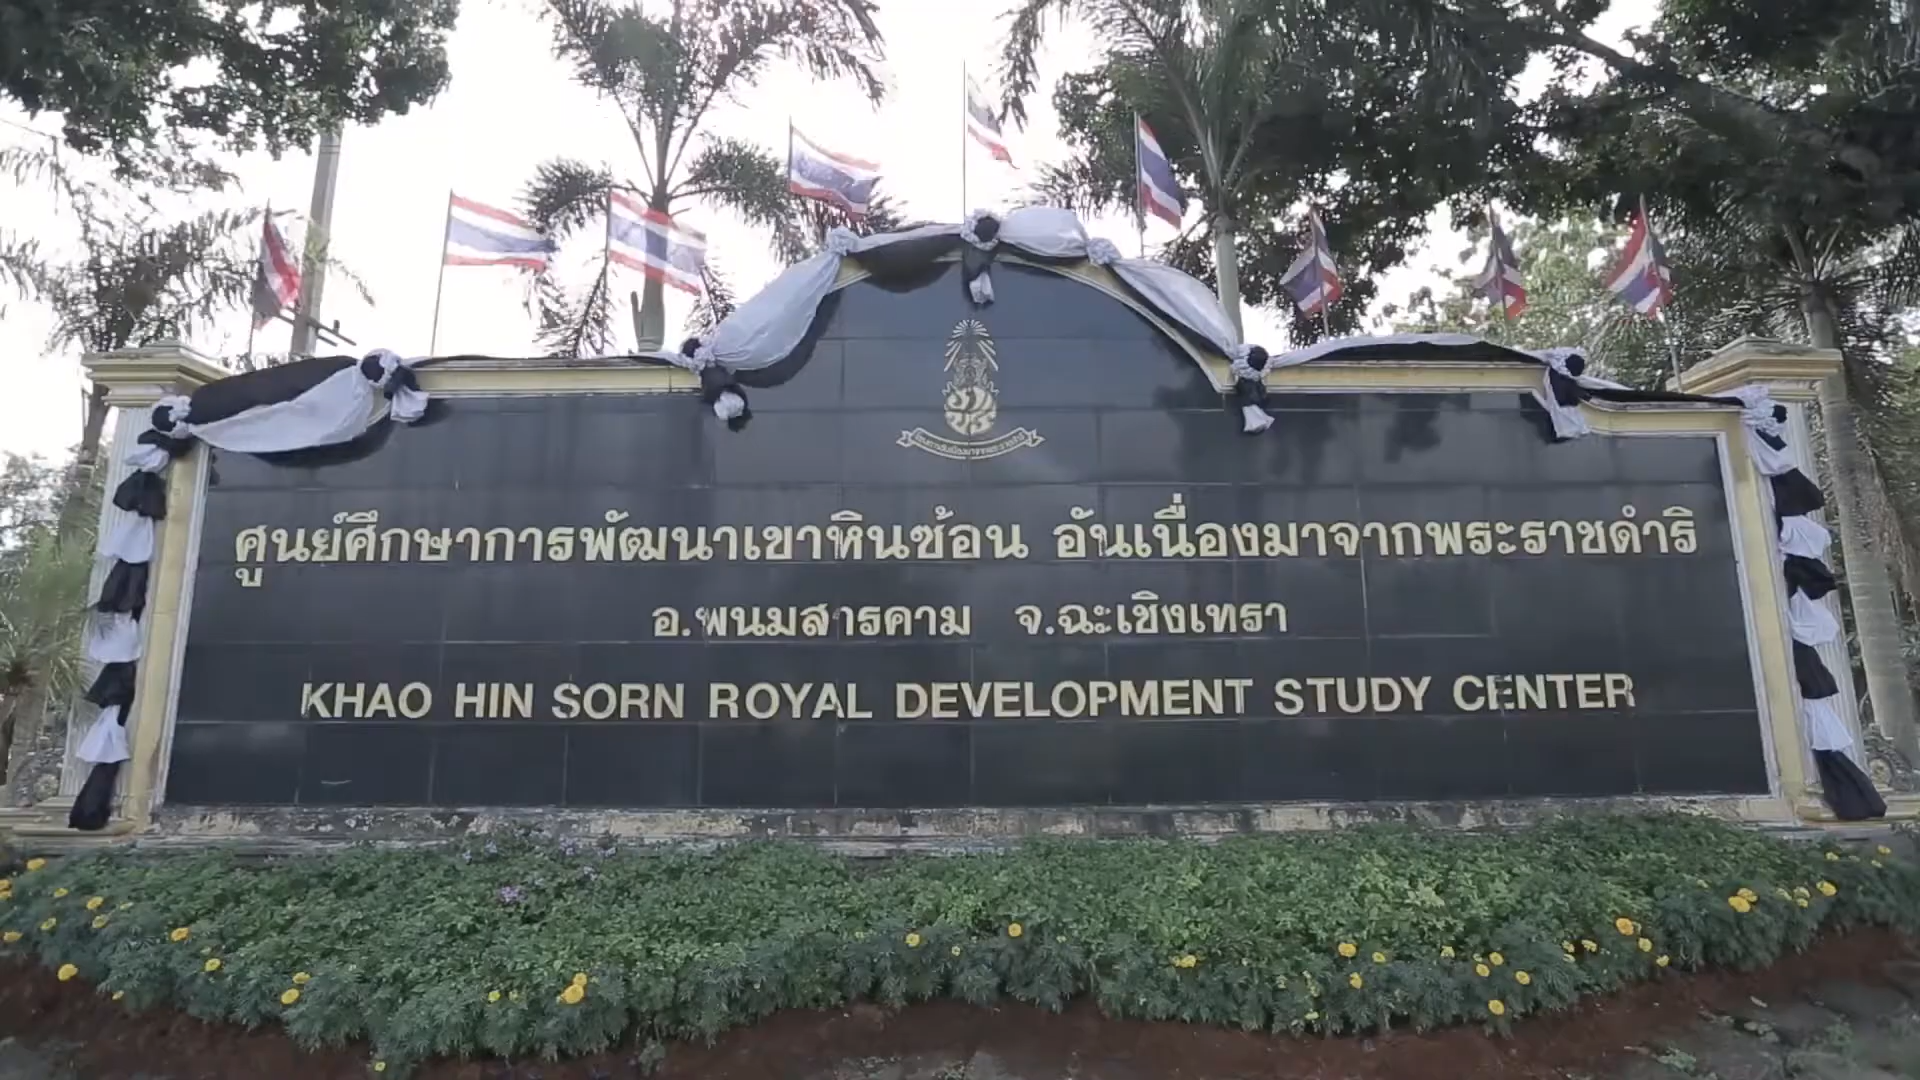 ศูนย์ศึกษาการพัฒนาเขาหินซ้อน อันเนื่องมาจากพระราชดำริ
อ.พนมสารคาม จ.ฉะเชิงเทรา
KHAO HIN SORN ROYAL DEVELOPMENT STUDY CENTER